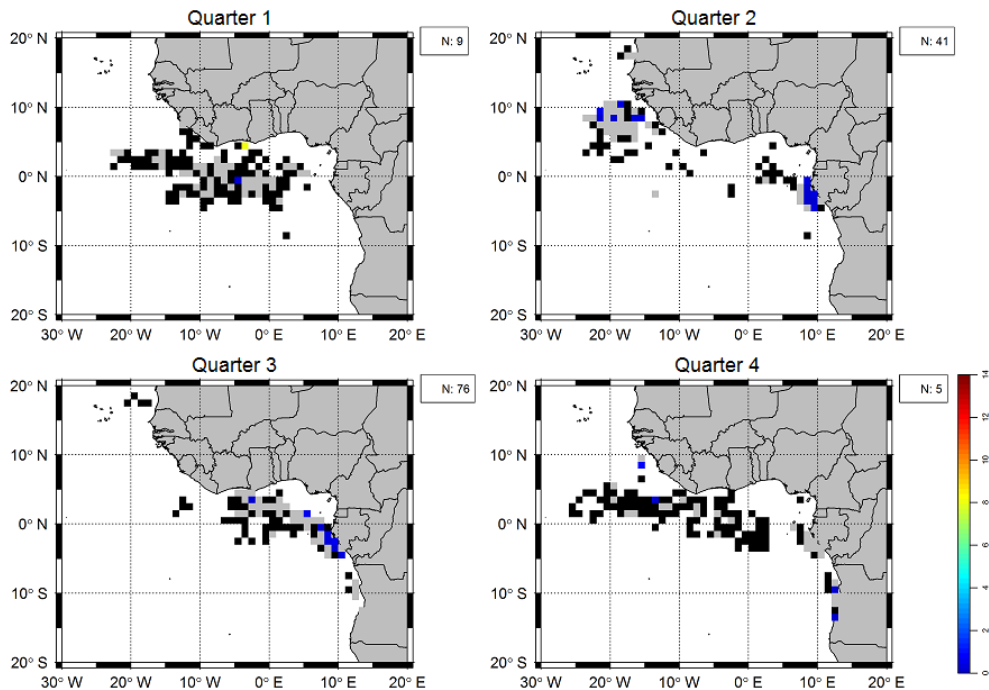 Quarter 1
N: 9
20° N
10° N
0° N
10° S
20° S
30° W
20° W
10° W
0° E
10° E
20° E
Quarter 2
N: 41
20° N
10° N
0° N
10° S
20° S
30° W
20° W
10° W
0° E
10° E
20° E
Quarter 3
N: 76
20° N
10° N
0° N
10° S
20° S
30° W
20° W
10° W
0° E
10° E
20° E
Quarter 4
N: 5
20° N
10° N
0° N
10° S
20° S
30° W
20° W
10° W
0° E
10° E
20° E
14
12
10
8
6
4
2
0